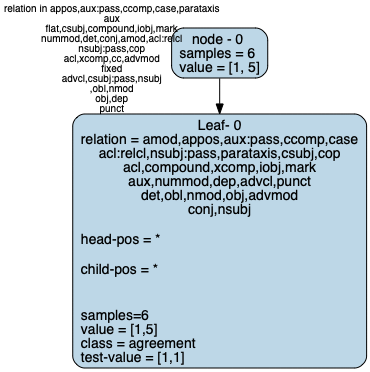 relation in appos,aux:pass,ccomp,case,parataxis
aux
flat,csubj,compound,iobj,mark
nummod,det,conj,amod,acl:relcl
nsubj:pass,cop
acl,xcomp,cc,advmod
fixed
advcl,csubj:pass,nsubj
,obl,nmod
obj,dep
punct
node - 0
samples = 6
value = [1, 5]
Leaf- 0
relation = amod,appos,aux:pass,ccomp,case
acl:relcl,nsubj:pass,parataxis,csubj,cop
acl,compound,xcomp,iobj,mark
aux,nummod,dep,advcl,punct
det,obl,nmod,obj,advmod
conj,nsubj
head-pos = *
child-pos = *
samples=6
value = [1,5]
class = agreement
test-value = [1,1]